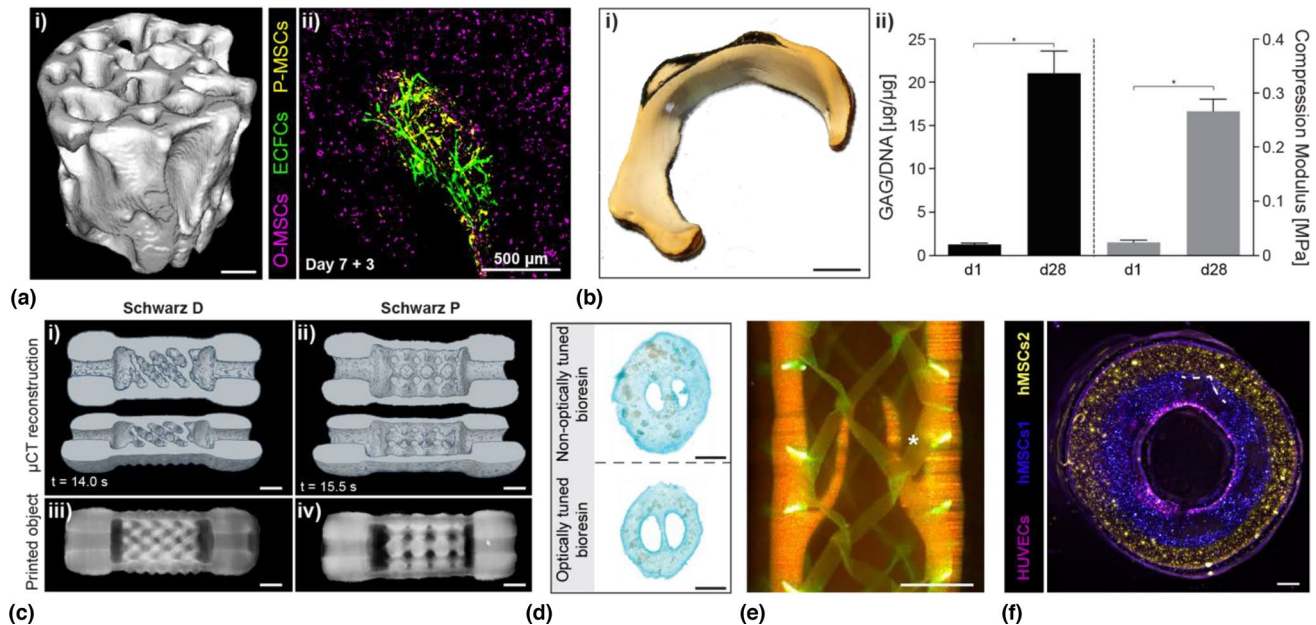 i)
ii)
O-MSCs ECFCs P-MSCs
Day 7 + 3
500 µm
(a)
i)
(b)
ii)
GAG/DNA [µg/µg]
25
20
15
10
5
0
*
*
0.4
0.3
0.2
0.1
0
Compression Modulus [MPa]
d1
d28
d1
d28
Schwarz D
Schwarz P
µCT reconstruction
i)
t = 14.0 s
ii)
t = 15.5 s
Printed object
iii)
iv)
(c)
Non-optically tuned
bioresin
Optically tuned
bioresin
(d)
*
(e)
HUVECs hMSCs1 hMSCs2
(f)